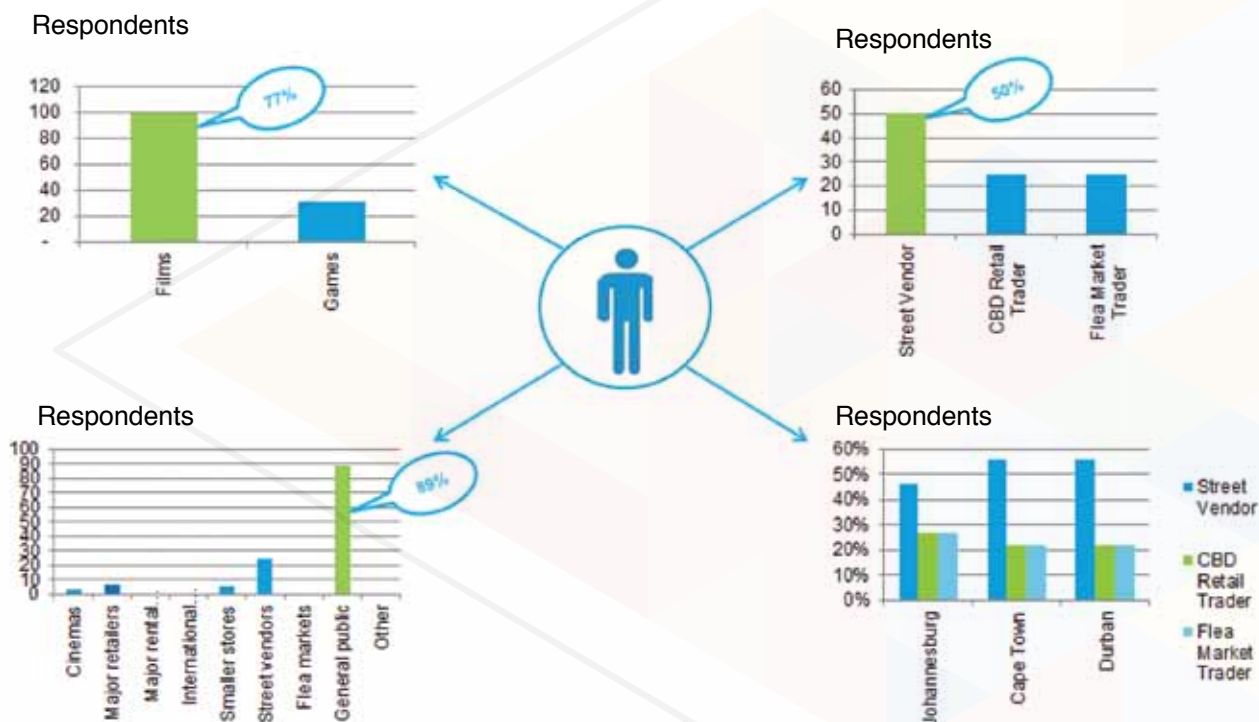 Respondents
120
100
80
60
40
20
-
77%
Films
Games
Respondents
60
50
40
30
20
10
0
50%
Street Vendor
CBD Retail
Trader
Flea Market
Trader
Respondents
100
90
80
70
60
50
40
30
20
10
0
89%
Cinemas
Major retailers
Major rental..
International..
Smaller stores
Street vendors
Flea markets
General public
Other
Respondents
60%
50%
40%
30%
20%
10%
0%
Johannesburg
Cape Town
Durban
Street
Vendor
CBD
Retail
Trader
Flea
Market
Trader